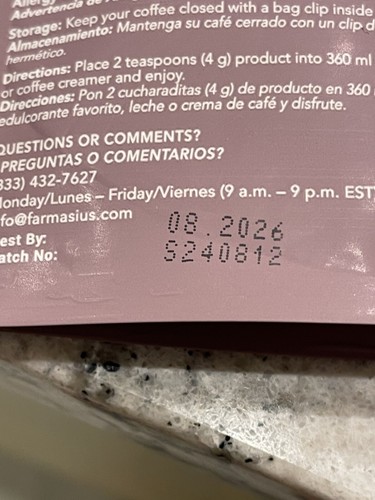 Advertencia de
Storage: Keep your coffee closed with a bag clip inside
Almacenamiento: Mantenga su café cerrado con un clip d
hermético.
Directions: Place 2 teaspoons (4 g) product into 360 ml
or coffee creamer and enjoy.
Direcciones: Pon 2 cucharaditas (4 g) de producto en 360
edulcorante favorito, leche o crema de café y disfrute.
QUESTIONS OR COMMENTS?
PREGUNTAS O COMENTARIOS?
833) 432-7627
Monday/Lunes – Friday/Viernes (9 a.m. – 9 p.m. EST)
fo@farmasius.com
est By: 08.2026
atch No: S240812